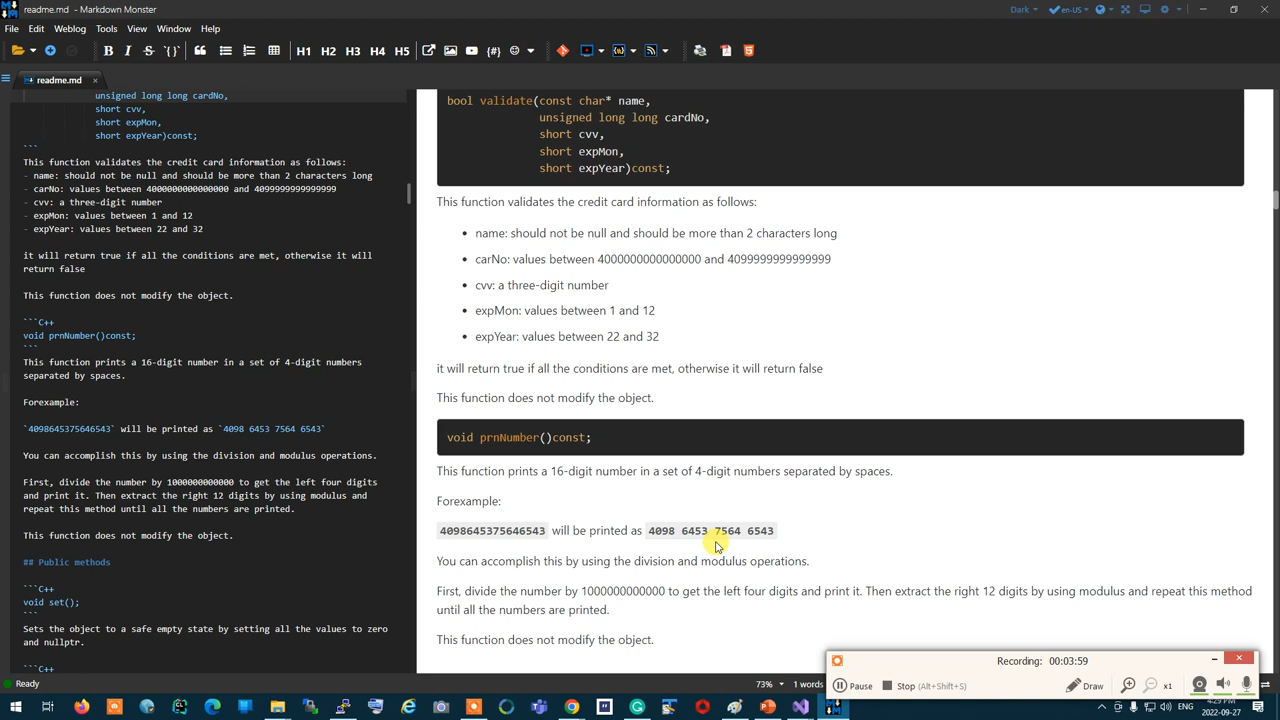 readme.md - Markdown Monster
Dark
en-US
File Edit Weblog Tools View Window Help
B I S `{}` H1 H2 H3 H4 H5 {#}
readme.md
unsigned long long cardNo,
short cvv,
short expMon,
short expYear)const;
```
This function validates the credit card information as follows:
- name: should not be null and should be more than 2 characters long
- carNo: values between 4000000000000000 and 4099999999999999
- cvv: a three-digit number
- expMon: values between 1 and 12
- expYear: values between 22 and 32
it will return true if all the conditions are met, otherwise it will
return false
This function does not modify the object.
```C++
void prnNumber()const;
```
This function prints a 16-digit number in a set of 4-digit numbers
separated by spaces.
Forexample:
`4098645375646543` will be printed as `4098 6453 7564 6543`
You can accomplish this by using the division and modulus operations.
First, divide the number by 1000000000000 to get the left four digits
and print it. Then extract the right 12 digits by using modulus and
repeat this method until all the numbers are printed.
This function does not modify the object.
## Public methods
```C++
void set();
```
Sets the object to a safe empty state by setting all the values to zero
and nullptr.
```C++
bool validate(const char* name,
unsigned long long cardNo,
short cvv,
short expMon,
short expYear)const;
This function validates the credit card information as follows:
• name: should not be null and should be more than 2 characters long
• carNo: values between 4000000000000000 and 4099999999999999
• cvv: a three-digit number
• expMon: values between 1 and 12
• expYear: values between 22 and 32
it will return true if all the conditions are met, otherwise it will return false
This function does not modify the object.
void prnNumber()const;
This function prints a 16-digit number in a set of 4-digit numbers separated by spaces.
Forexample:
4098645375646543 will be printed as 4098 6453 7564 6543
You can accomplish this by using the division and modulus operations.
First, divide the number by 1000000000000 to get the left four digits and print it. Then extract the right 12 digits by using modulus and repeat this method
until all the numbers are printed.
This function does not modify the object.
Recording: 00:03:59
Pause Stop (Alt+Shift+S) Draw x1
Ready 73% 1 words
ENG 4:29 PM
2022-09-27